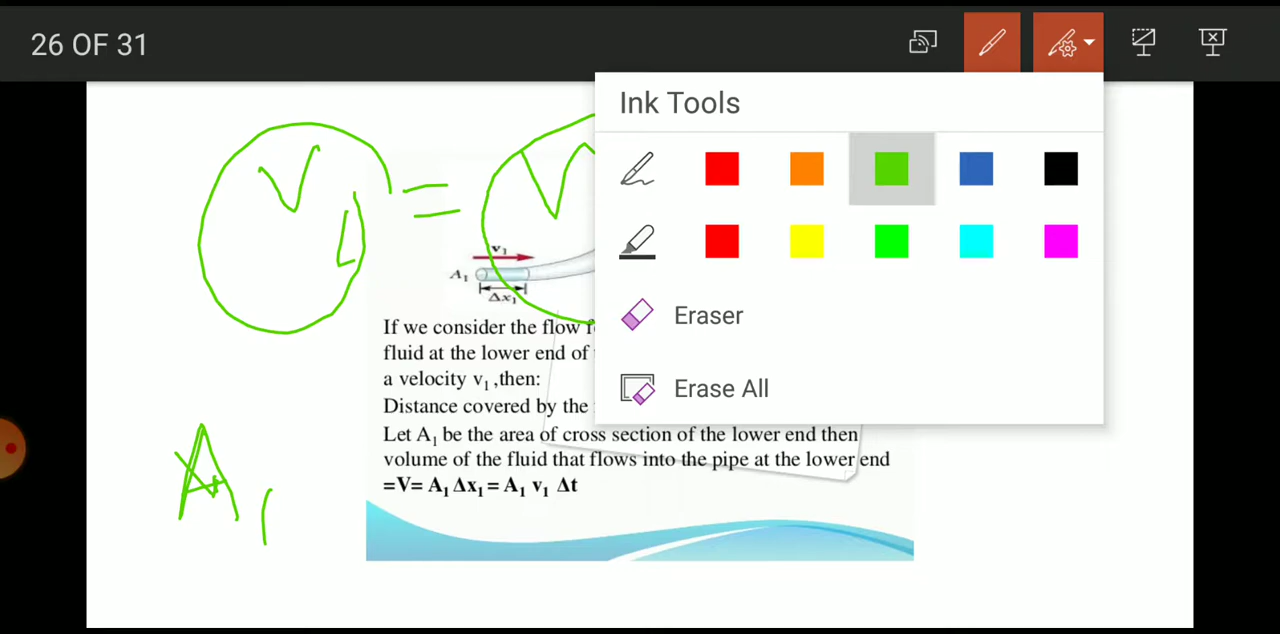 26 OF 31
Ink Tools
Eraser
Erase All
V = V
1
v₁
A₁
Δx₁
If we consider the flow f
fluid at the lower end of
a velocity v₁ ,then:
Distance covered by the
Let A₁ be the area of cross section of the lower end then
volume of the fluid that flows into the pipe at the lower end
=V= A₁ Δx₁ = A₁ v₁ Δt
A₁